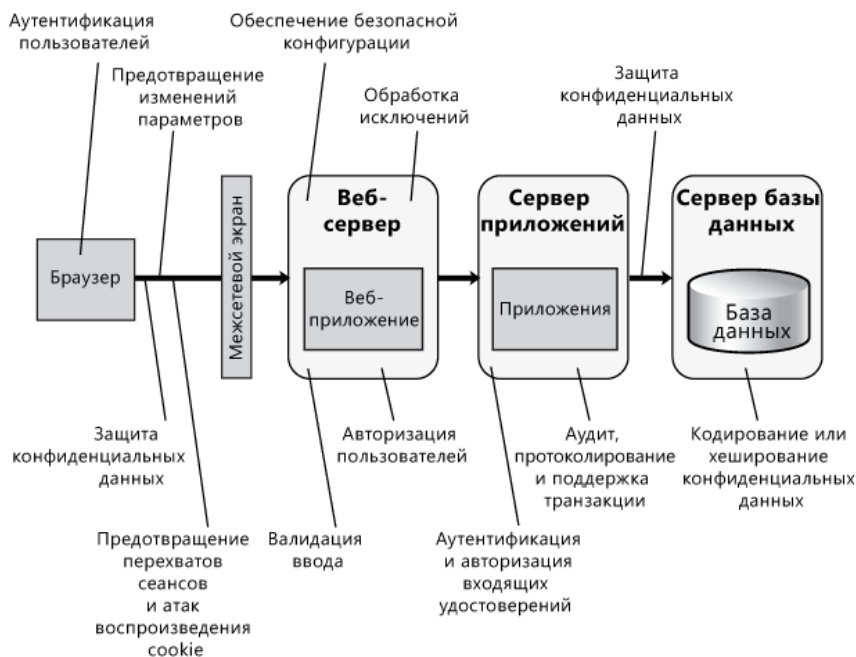 Аутентификация
пользователей
Обеспечение безопасной
конфигурации
Предотвращение
изменений
параметров
Обработка
исключений
Защита
конфиденциальных
данных
Браузер
Межсетевой экран
Веб-
сервер
Веб-
приложение
Сервер
приложений
Приложения
Сервер базы
данных
База
данных
Защита
конфиденциальных
данных
Авторизация
пользователей
Аудит,
протоколирование
и поддержка
транзакции
Кодирование или
хеширование
конфиденциальных
данных
Предотвращение
перехватов
сеансов
и атак
воспроизведения
cookie
Валидация
ввода
Аутентификация
и авторизация
входящих
удостоверений